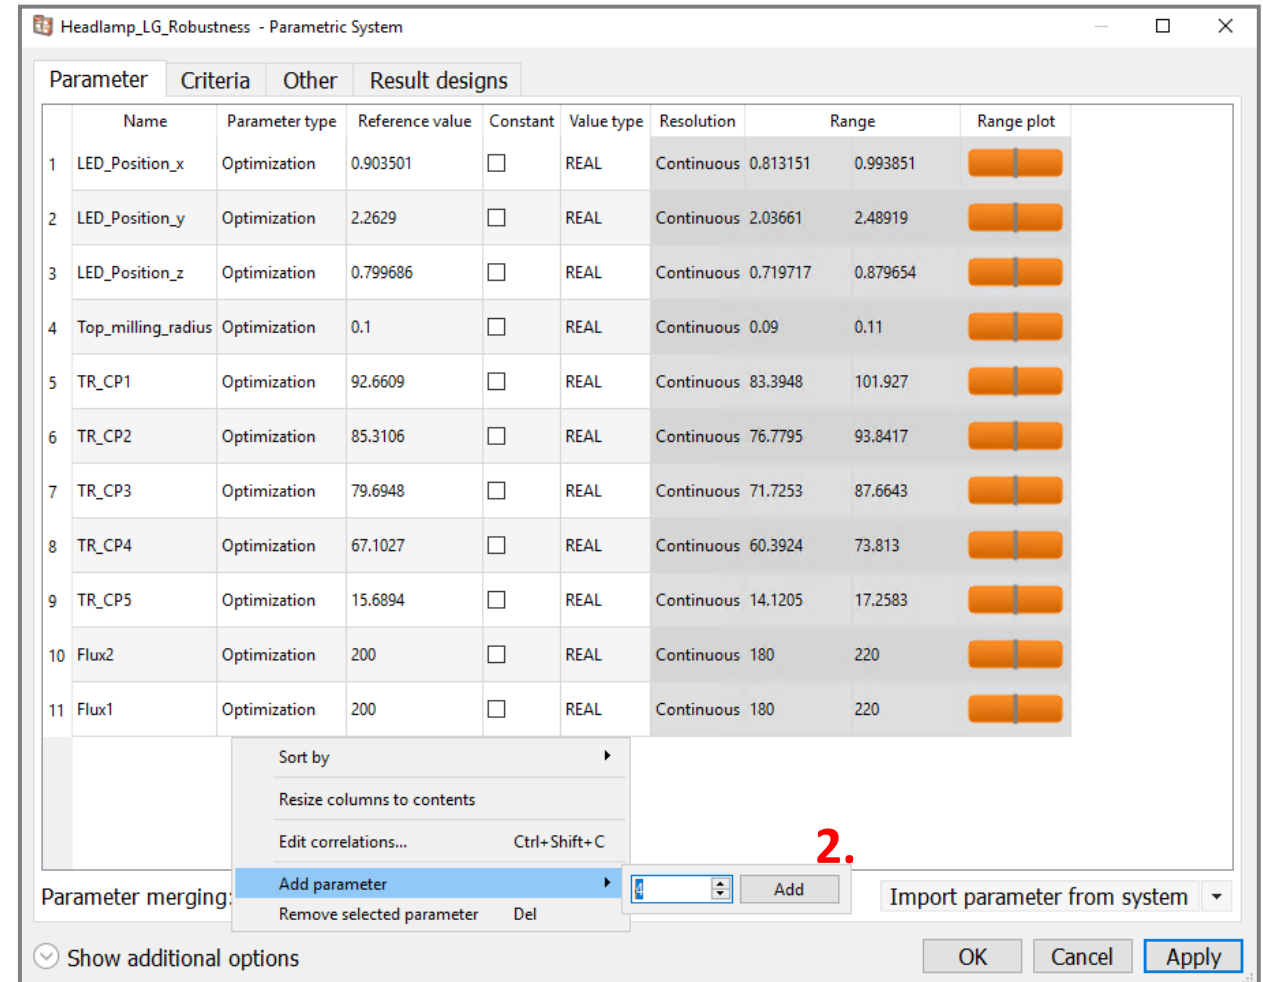 Headlamp_LG_Robustness - Parametric System
Parameter Criteria Other Result designs
Name Parameter type Reference value Constant Value type Resolution Range Range plot
1 LED_Position_x Optimization 0.903501 REAL Continuous 0.813151 0.993851
2 LED_Position_y Optimization 2.2629 REAL Continuous 2.03661 2.48919
3 LED_Position_z Optimization 0.799686 REAL Continuous 0.719717 0.879654
4 Top_milling_radius Optimization 0.1 REAL Continuous 0.09 0.11
5 TR_CP1 Optimization 92.6609 REAL Continuous 83.3948 101.927
6 TR_CP2 Optimization 85.3106 REAL Continuous 76.7795 93.8417
7 TR_CP3 Optimization 79.6948 REAL Continuous 71.7253 87.6643
8 TR_CP4 Optimization 67.1027 REAL Continuous 60.3924 73.813
9 TR_CP5 Optimization 15.6894 REAL Continuous 14.1205 17.2583
10 Flux2 Optimization 200 REAL Continuous 180 220
11 Flux1 Optimization 200 REAL Continuous 180 220
Sort by
Resize columns to contents
Edit correlations... Ctrl+Shift+C
2.
Add parameter 4 Add
Parameter merging: Import parameter from system
Remove selected parameter Del
Show additional options OK Cancel Apply